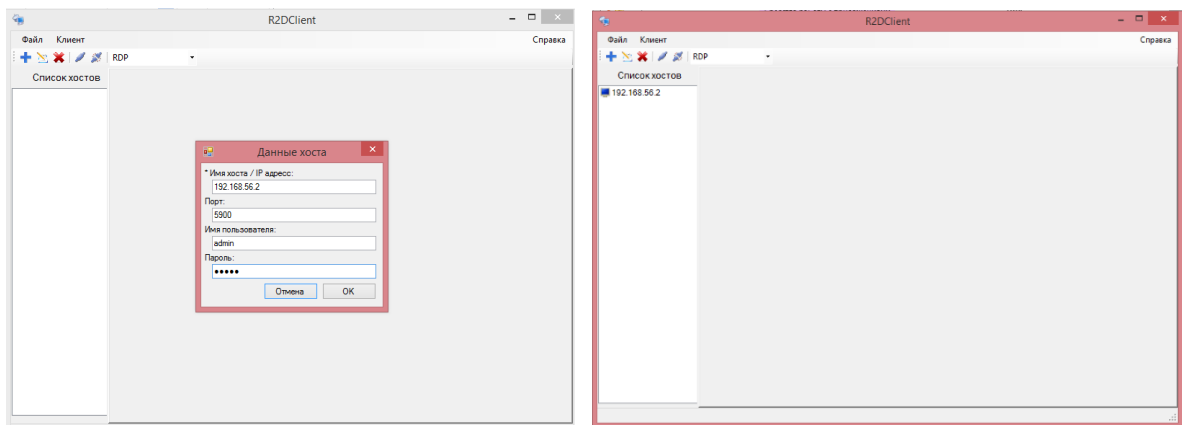 R2DClient
Файл Клиент Справка
RDP
Список хостов
Данные хоста
* Имя хоста / IP адресс:
192.168.56.2
Порт:
5900
Имя пользователя:
admin
Пароль:
•••••
Отмена OK
R2DClient
Файл Клиент Справка
RDP
Список хостов
192.168.56.2